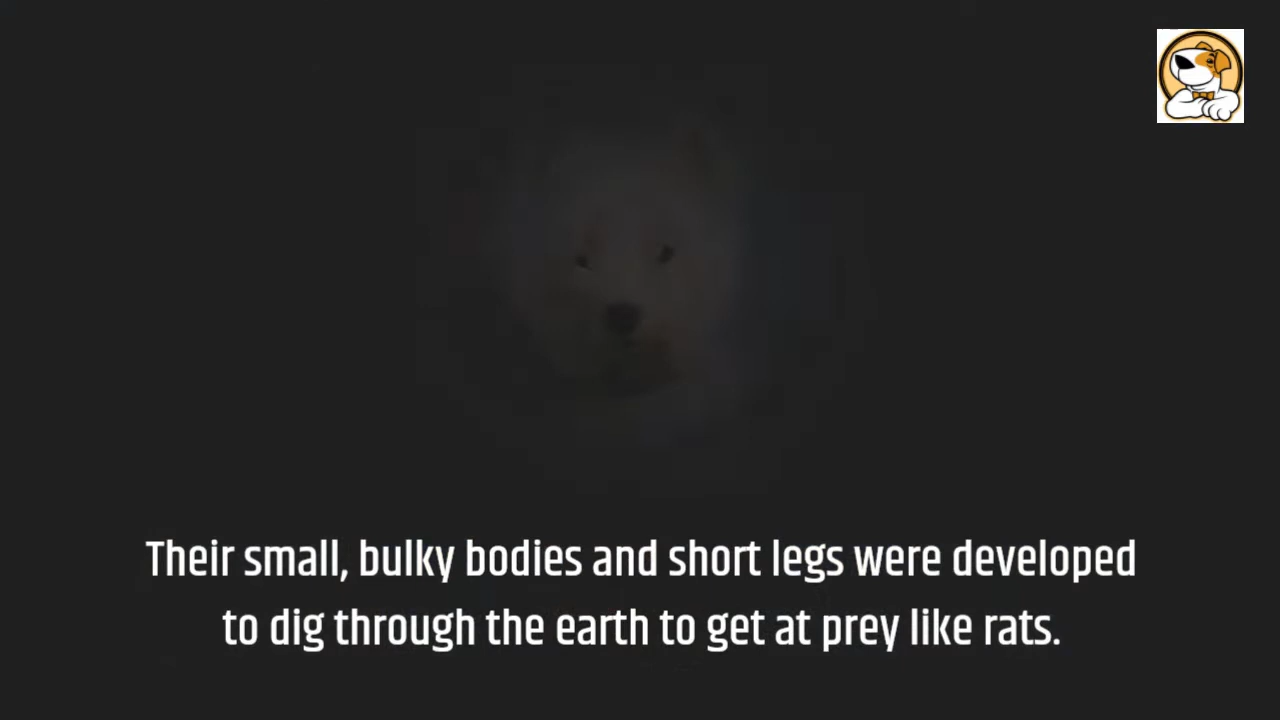 Their small, bulky bodies and short legs were developed
to dig through the earth to get at prey like rats.